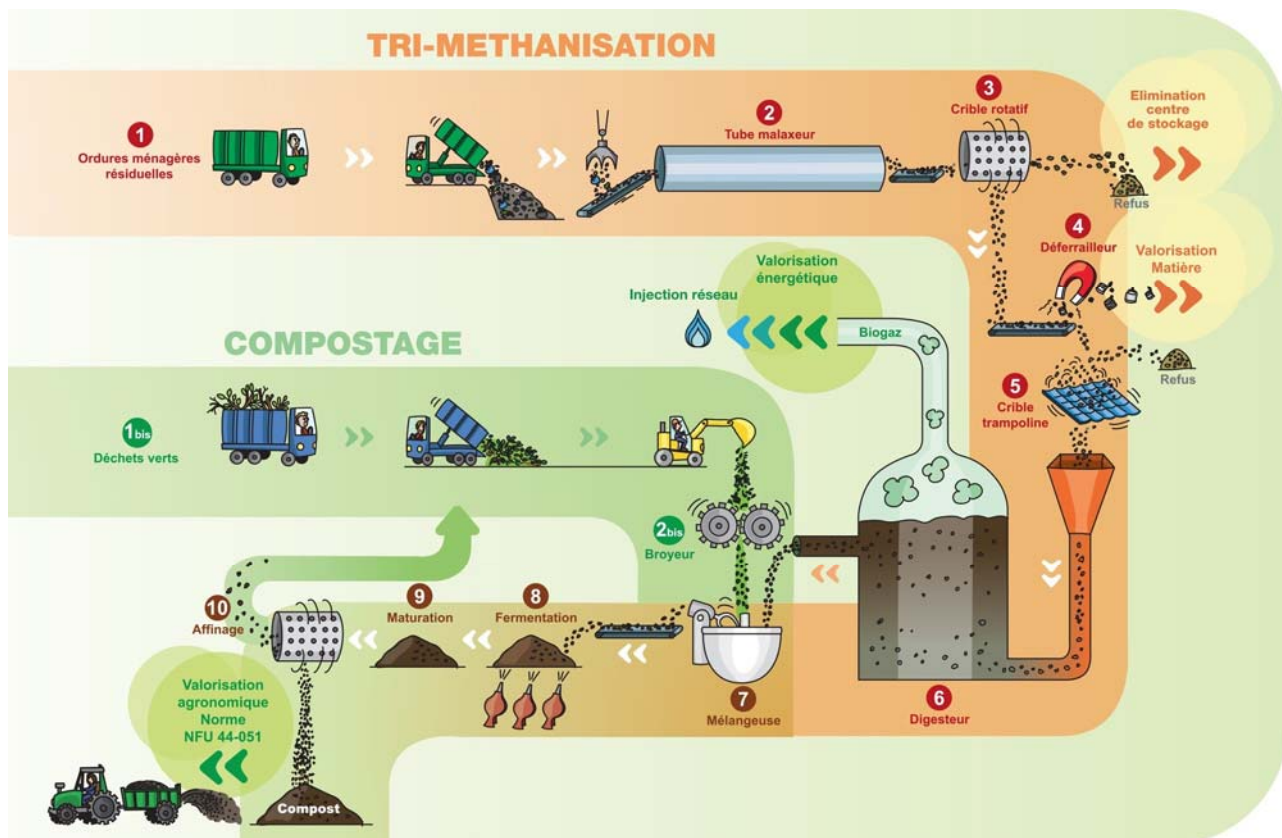 TRI-METHANISATION
1
Ordures ménagères
résiduelles
2
Tube malaxeur
3
Crible rotatif
Elimination
centre
de stockage
Refus
4
Déferrailleur
Valorisation
Matière
Refus
5
Crible
trampoline
Valorisation
énergétique
Injection réseau
Biogaz
COMPOSTAGE
1bis
Déchets verts
2bis
Broyeur
6
Digesteur
7
Mélangeuse
8
Fermentation
9
Maturation
10
Affinage
Valorisation
agronomique
Norme
NFU 44-051
Compost